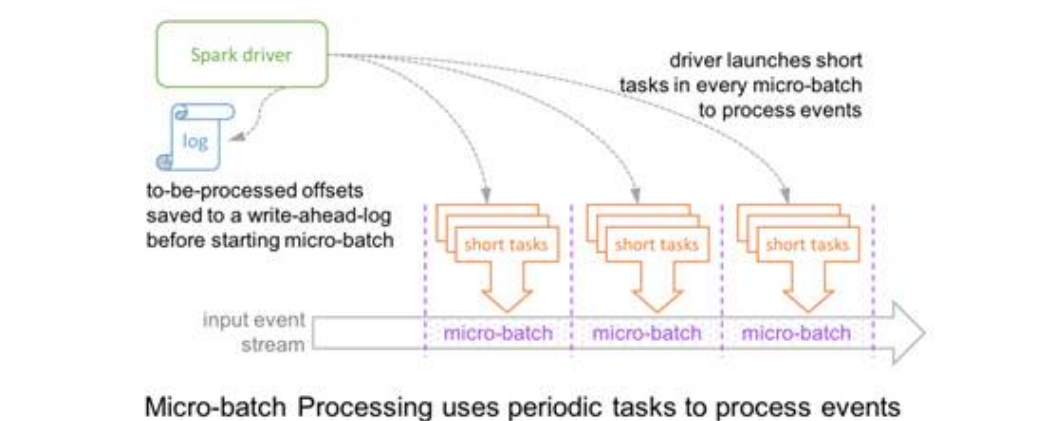 Spark driver
driver launches short
tasks in every micro-batch
to process events
log
to-be-processed offsets
saved to a write-ahead-log
before starting micro-batch
short tasks
short tasks
short tasks
input event
stream
micro-batch
micro-batch
micro-batch
Micro-batch Processing uses periodic tasks to process events